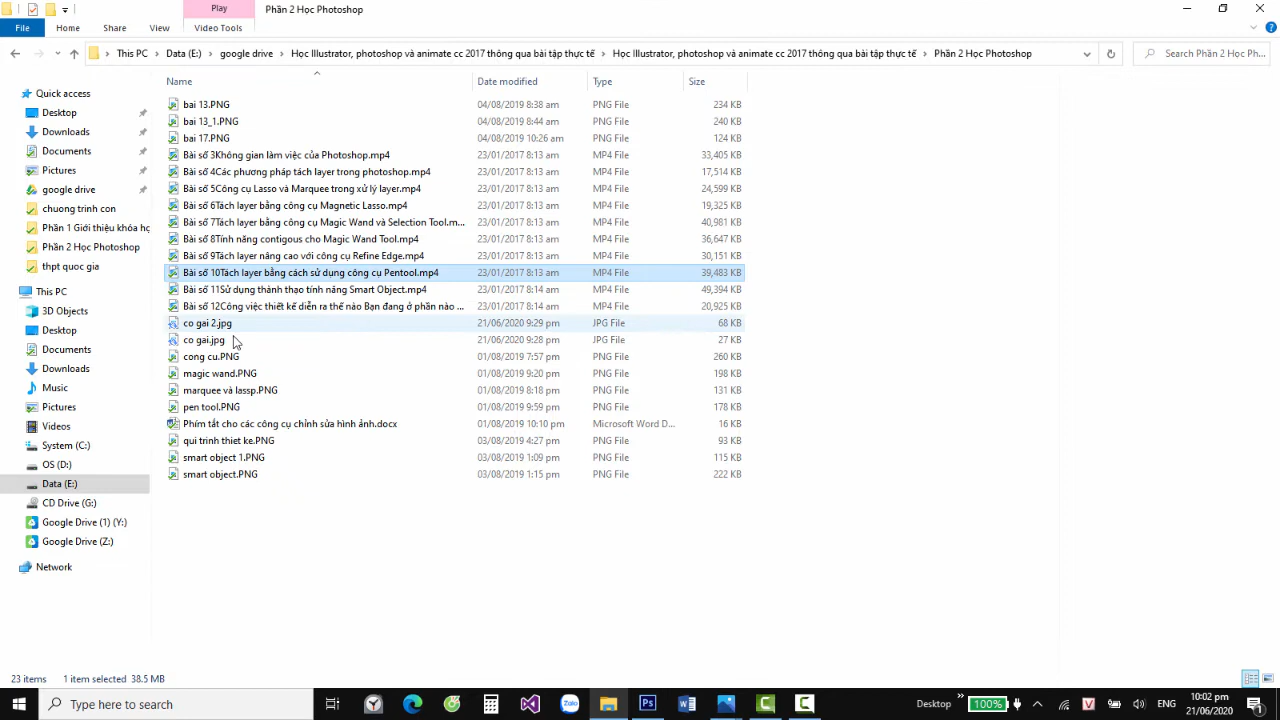 Play
Phần 2 Học Photoshop
File
Home
Share
View
Video Tools
This PC
Data (E:)
google drive
Học Illustrator, photoshop và animate cc 2017 thông qua bài tập thực tế
Học Illustrator, photoshop và animate cc 2017 thông qua bài tập thực tế
Phần 2 Học Photoshop
Search Phần 2 Học Ph...
Name Date modified Type Size
Quick access
Desktop
Downloads
Documents
Pictures
google drive
chuong trinh con
Phần 1 Giới thiệu khóa họ
Phần 2 Học Photoshop
thpt quoc gia
This PC
3D Objects
Desktop
Documents
Downloads
Music
Pictures
Videos
System (C:)
OS (D:)
Data (E:)
CD Drive (G:)
Google Drive (1) (Y:)
Google Drive (Z:)
Network
bai 13.PNG 04/08/2019 8:38 am PNG File 234 KB
bai 13_1.PNG 04/08/2019 8:44 am PNG File 240 KB
bai 17.PNG 04/08/2019 10:26 am PNG File 124 KB
Bài số 3Không gian làm việc của Photoshop.mp4 23/01/2017 8:13 am MP4 File 33,405 KB
Bài số 4Các phương pháp tách layer trong photoshop.mp4 23/01/2017 8:13 am MP4 File 17,514 KB
Bài số 5Công cụ Lasso và Marquee trong xử lý layer.mp4 23/01/2017 8:13 am MP4 File 24,599 KB
Bài số 6Tách layer bằng công cụ Magnetic Lasso.mp4 23/01/2017 8:13 am MP4 File 19,325 KB
Bài số 7Tách layer bằng công cụ Magic Wand và Selection Tool.m... 23/01/2017 8:13 am MP4 File 40,981 KB
Bài số 8Tính năng contigous cho Magic Wand Tool.mp4 23/01/2017 8:13 am MP4 File 36,647 KB
Bài số 9Tách layer nâng cao với công cụ Refine Edge.mp4 23/01/2017 8:13 am MP4 File 30,151 KB
Bài số 10Tách layer bằng cách sử dụng công cụ Pentool.mp4 23/01/2017 8:13 am MP4 File 39,483 KB
Bài số 11Sử dụng thành thạo tính năng Smart Object.mp4 23/01/2017 8:14 am MP4 File 49,394 KB
Bài số 12Công việc thiết kế diễn ra thế nào Bạn đang ở phần nào ... 23/01/2017 8:14 am MP4 File 20,925 KB
co gai 2.jpg 21/06/2020 9:29 pm JPG File 68 KB
co gai.jpg 21/06/2020 9:28 pm JPG File 27 KB
cong cu.PNG 01/08/2019 7:57 pm PNG File 260 KB
magic wand.PNG 01/08/2019 9:20 pm PNG File 198 KB
marquee và lassp.PNG 01/08/2019 8:18 pm PNG File 131 KB
pen tool.PNG 01/08/2019 9:59 pm PNG File 178 KB
Phím tắt cho các công cụ chỉnh sửa hình ảnh.docx 01/08/2019 10:10 pm Microsoft Word D... 16 KB
qui trinh thiet ke.PNG 03/08/2019 4:27 pm PNG File 93 KB
smart object 1.PNG 03/08/2019 1:09 pm PNG File 115 KB
smart object.PNG 03/08/2019 1:15 pm PNG File 222 KB
23 items 1 item selected 38.5 MB
Type here to search
Zalo
Ps
Desktop
100%
V
ENG
10:02 pm
21/06/2020
1